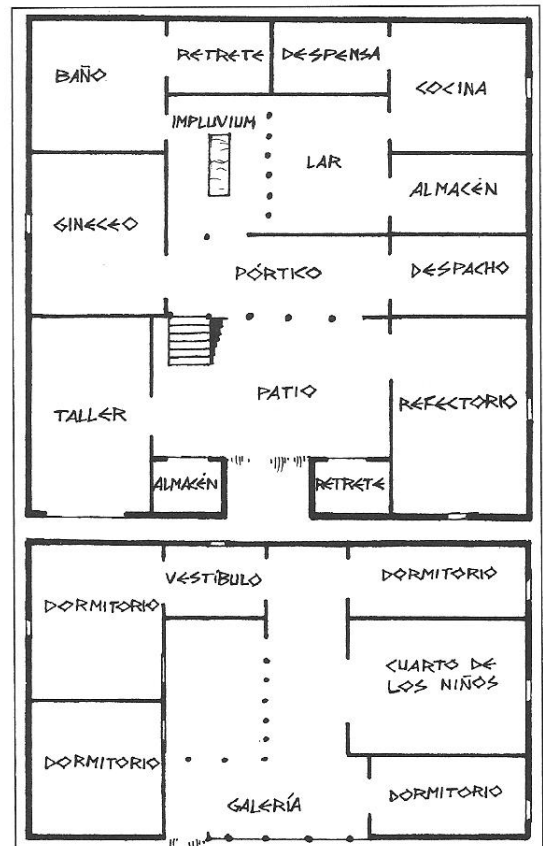 BAÑO
RETRETE
DESPENSA
COCINA
IMPLUVIUM
LAR
ALMACÉN
GINECEO
PÓRTICO
DESPACHO
PATIO
TALLER
REFECTORIO
ALMACÉN
RETRETE
VESTÍBULO
DORMITORIO
DORMITORIO
CUARTO DE
LOS NIÑOS
DORMITORIO
DORMITORIO
GALERÍA